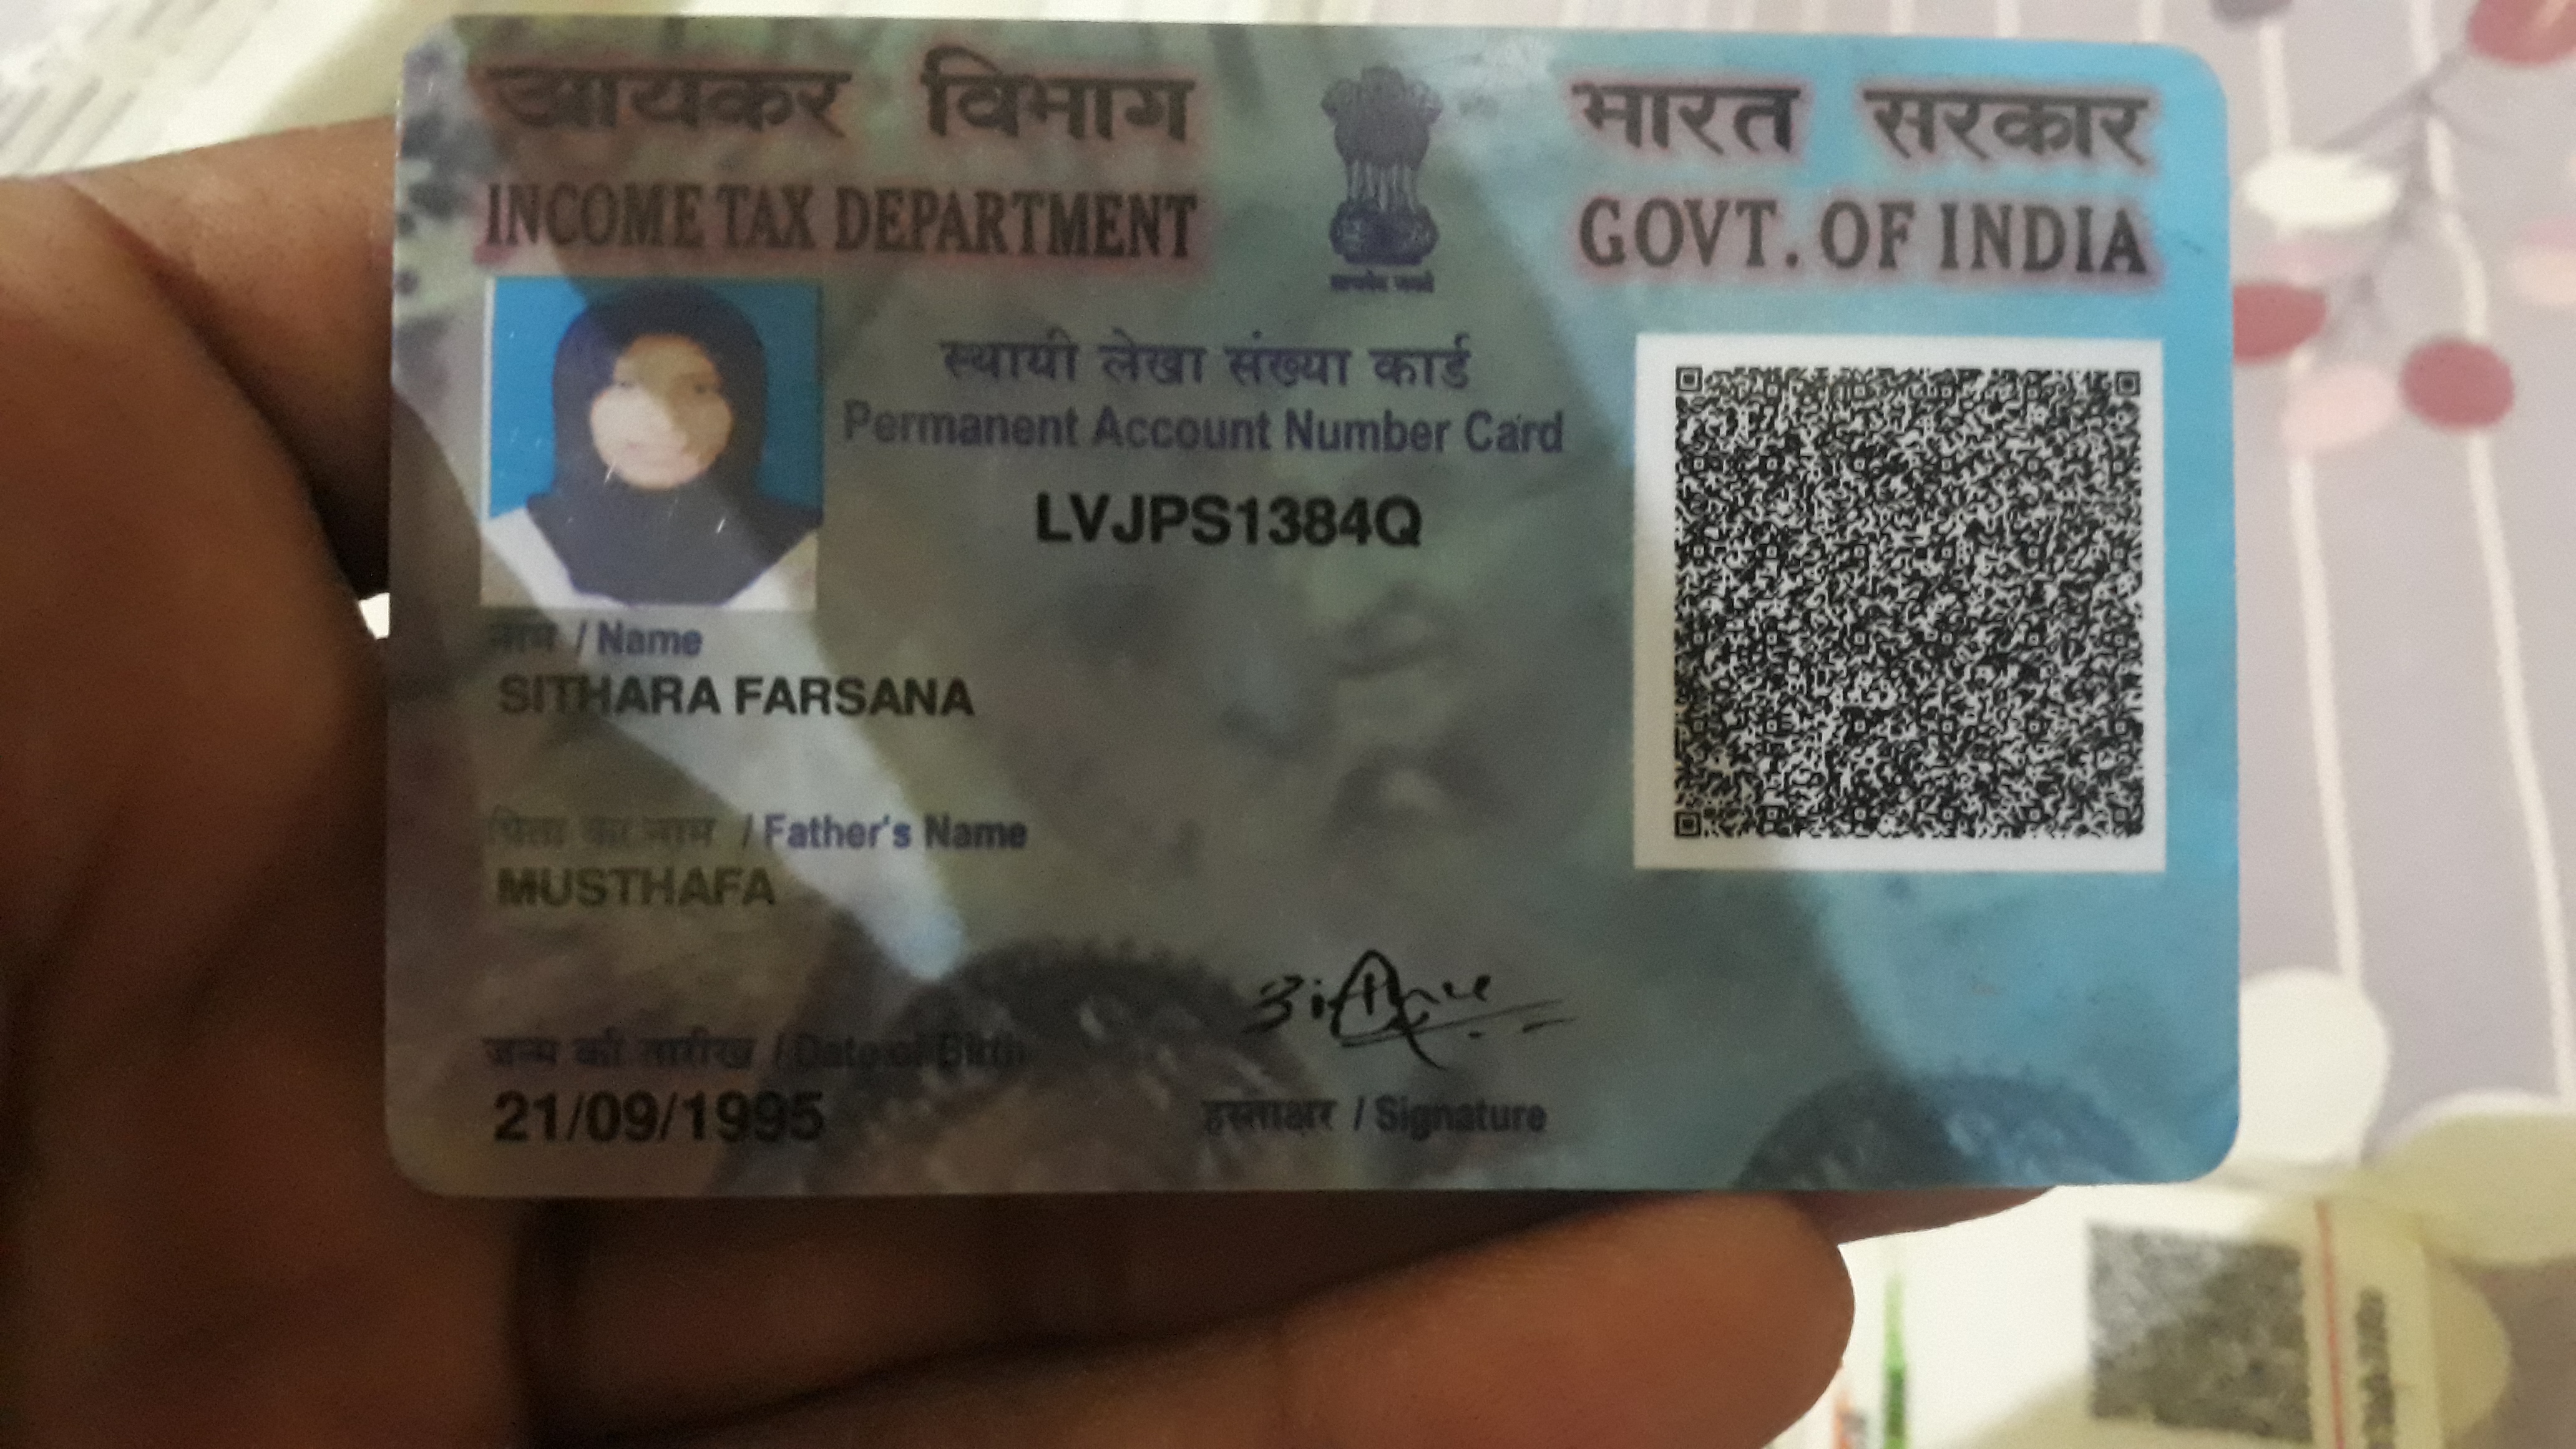 आयकर विभाग
INCOME TAX DEPARTMENT
भारत सरकार
GOVT. OF INDIA
सत्यमेव जयते
स्थायी लेखा संख्या कार्ड
Permanent Account Number Card
LVJPS1384Q
नाम / Name
SITHARA FARSANA
पिता का नाम / Father's Name
MUSTHAFA
जन्म की तारीख / Date of Birth
21/09/1995
हस्ताक्षर / Signature